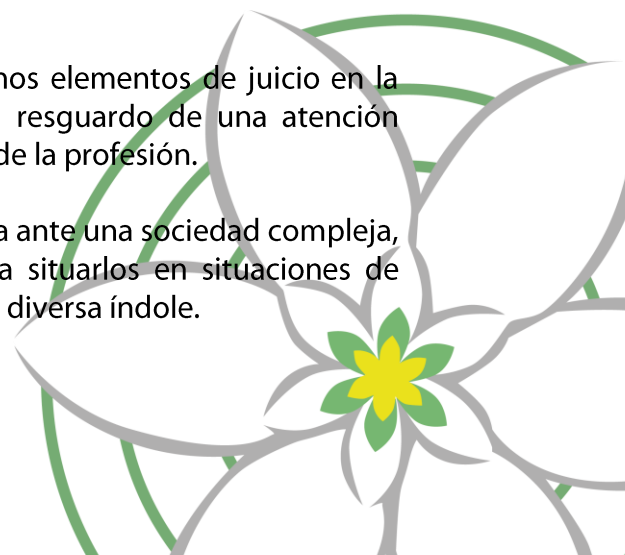 elementos de juicio en la
resguardo de una atención
de la profesión.
ante una sociedad compleja,
situarlos en situaciones de
diversa índole.